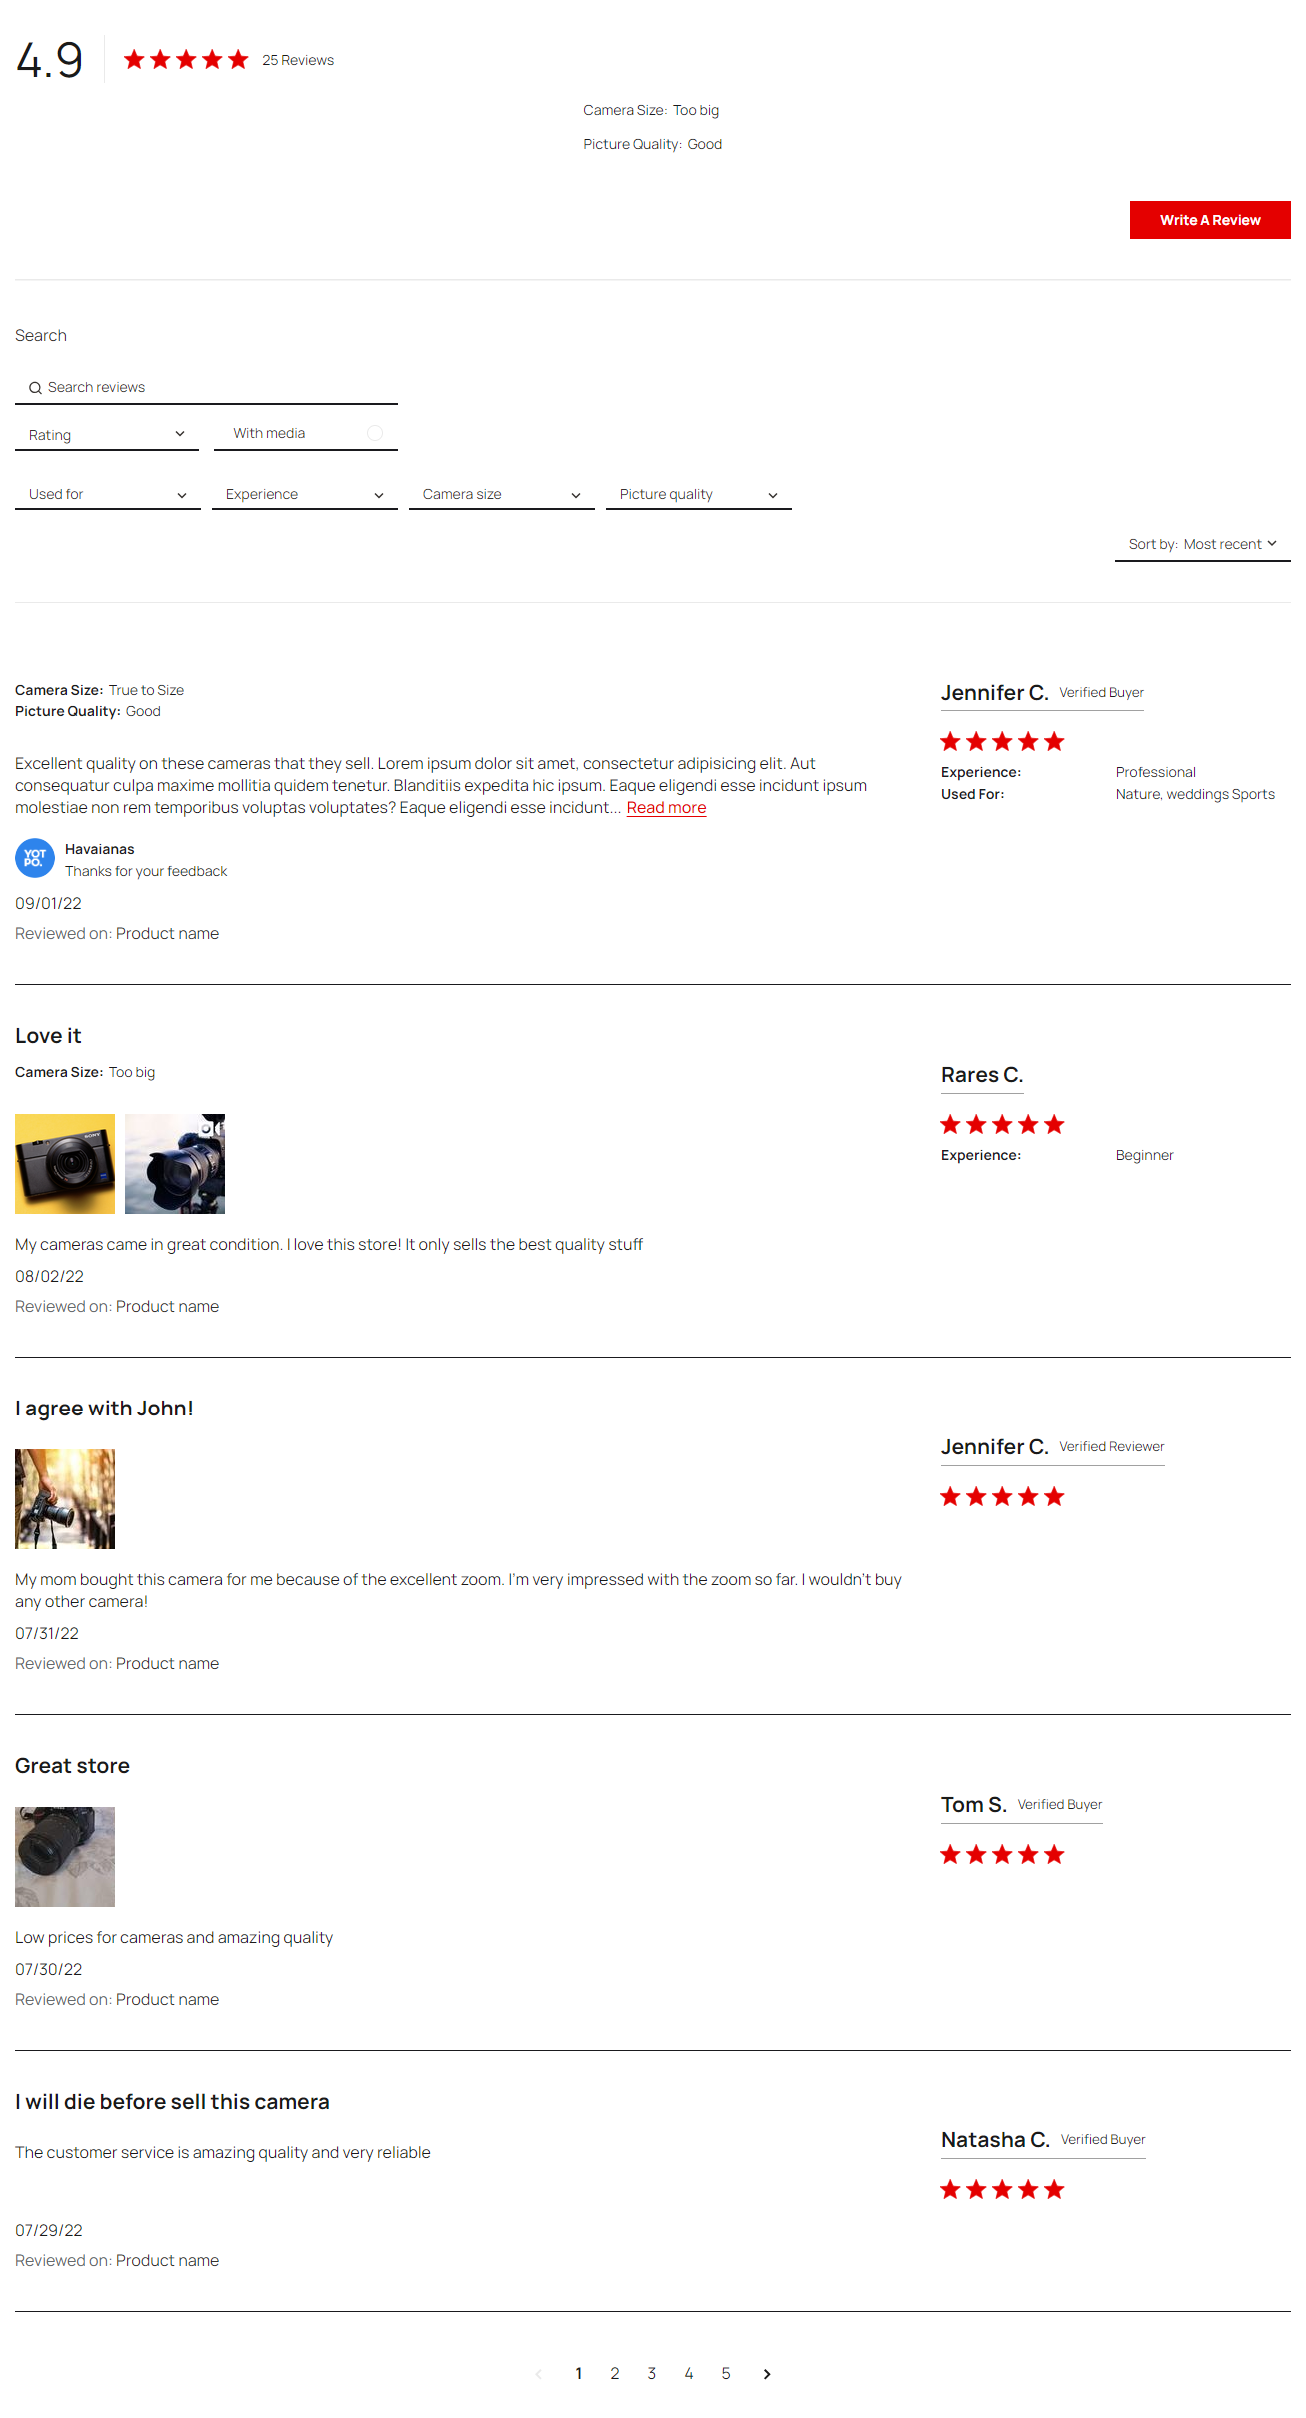 4.9
25 Reviews
Camera Size: Too big
Picture Quality: Good
Write A Review
Search
Search reviews
Rating
With media
Used for
Experience
Camera size
Picture quality
Sort by: Most recent
Camera Size: True to Size
Picture Quality: Good
Excellent quality on these cameras that they sell. Lorem ipsum dolor sit amet, consectetur adipisicing elit. Aut
consequatur culpa maxime mollitia quidem tenetur. Blanditiis expedita hic ipsum. Eaque eligendi esse incidunt ipsum
molestiae non rem temporibus voluptas voluptates? Eaque eligendi esse incidunt... Read more
YOT
PO.
Havaianas
Thanks for your feedback
09/01/22
Reviewed on: Product name
Jennifer C. Verified Buyer
Experience: Professional
Used For: Nature, weddings Sports
Love it
Camera Size: Too big
SONY
My cameras came in great condition. I love this store! It only sells the best quality stuff
08/02/22
Reviewed on: Product name
Rares C.
Experience: Beginner
I agree with John!
My mom bought this camera for me because of the excellent zoom. I'm very impressed with the zoom so far. I wouldn't buy
any other camera!
07/31/22
Reviewed on: Product name
Jennifer C. Verified Reviewer
Great store
Low prices for cameras and amazing quality
07/30/22
Reviewed on: Product name
Tom S. Verified Buyer
I will die before sell this camera
The customer service is amazing quality and very reliable
07/29/22
Reviewed on: Product name
Natasha C. Verified Buyer
1 2 3 4 5